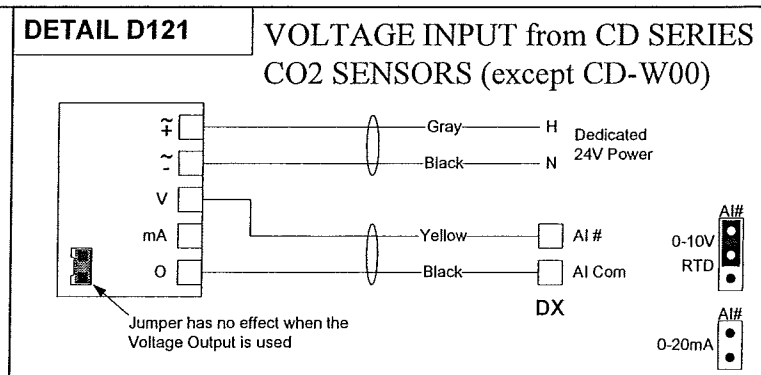 DETAIL D121
VOLTAGE INPUT from CD SERIES
CO2 SENSORS (except CD-W00)
~
+
Gray
H
Dedicated
24V Power
~
-
Black
N
V
mA
Yellow
AI #
O
Black
AI Com
DX
Jumper has no effect when the
Voltage Output is used
AI#
0-10V
RTD
AI#
0-20mA